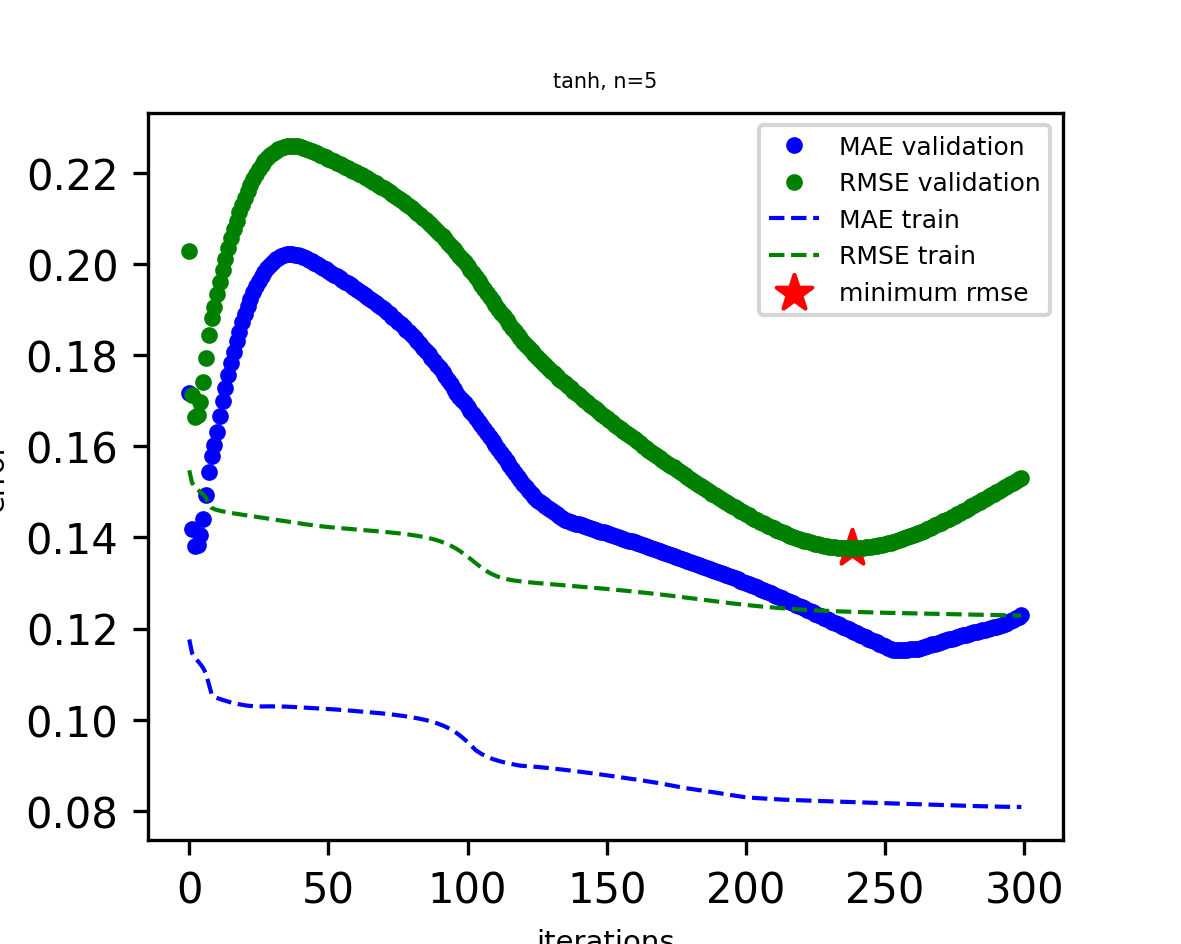 tanh, n=5
MAE validation
RMSE validation
MAE train
RMSE train
minimum rmse
0.22
0.20
0.18
0.16
0.14
0.12
0.10
0.08
0 50 100 150 200 250 300
iterations